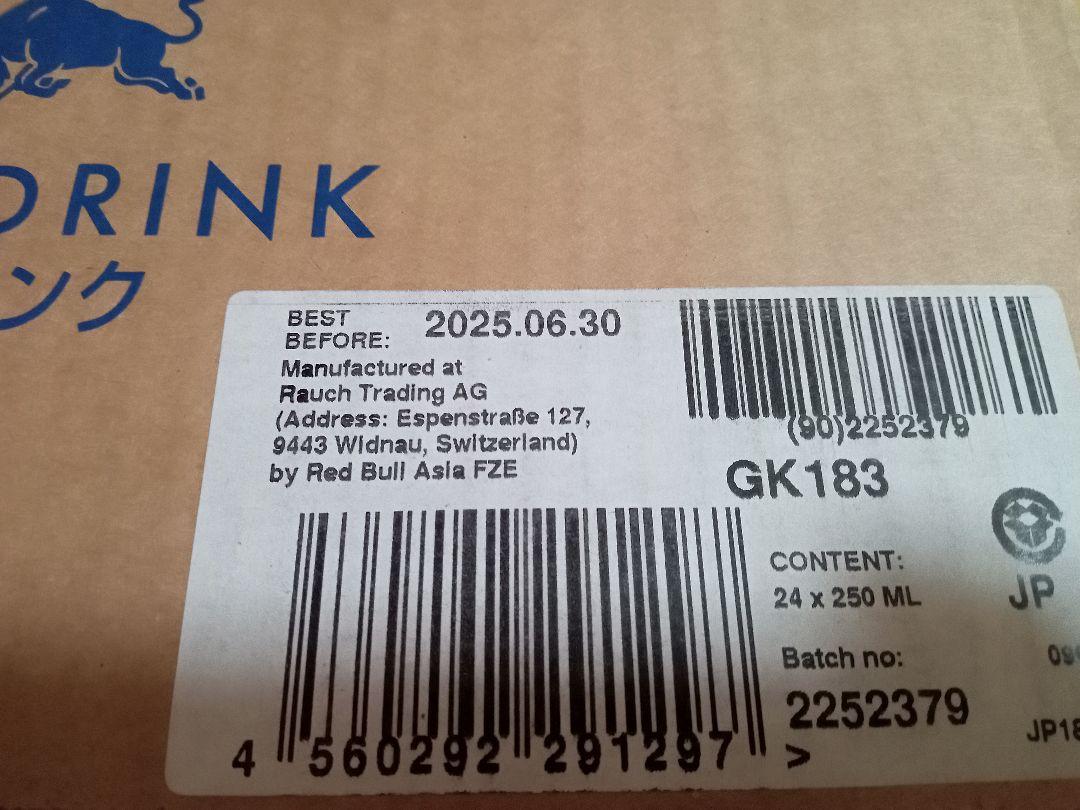 DRINK
ンク
BEST
BEFORE: 2025.06.30
Manufactured at
Rauch Trading AG
(Address: Espenstraße 127,
9443 Widnau, Switzerland)
by Red Bull Asia FZE
(90)2252379
GK183
CONTENT:
24 x 250 ML
JP
Batch no:
2252379
JP18
4 560292 291297 >